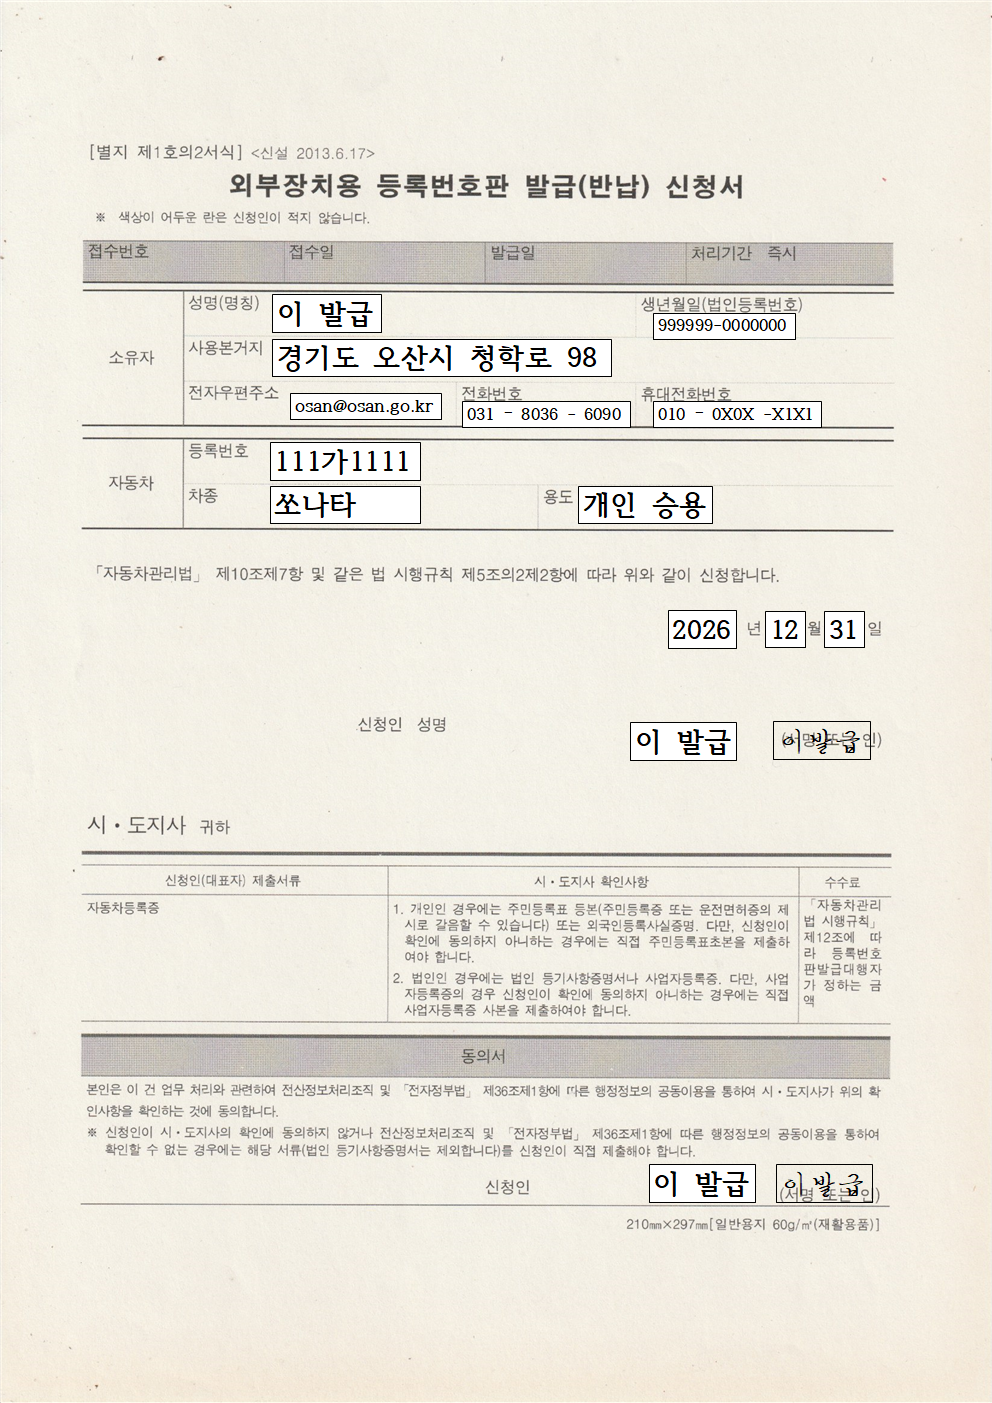 [별지 제1호의2서식] <신설 2013.6.17>
외부장치용 등록번호판 발급(반납) 신청서
※ 색상이 어두운 란은 신청인이 적지 않습니다.
접수번호 접수일 발급일 처리기간 즉시
소유자
성명(명칭) 이 발급 생년월일(법인등록번호) 999999-0000000
사용본거지 경기도 오산시 청학로 98
전자우편주소 osan@osan.go.kr 전화번호 031 - 8036 - 6090 휴대전화번호 010 - 0X0X -X1X1
자동차
등록번호 111가1111
차종 쏘나타 용도 개인 승용
「자동차관리법」 제10조제7항 및 같은 법 시행규칙 제5조의2제2항에 따라 위와 같이 신청합니다.
2026 년 12 월 31 일
신청인 성명 이 발급 이발급 (서명 또는 인)
시·도지사 귀하
신청인(대표자) 제출서류 시·도지사 확인사항 수수료
자동차등록증
1. 개인인 경우에는 주민등록표 등본(주민등록증 또는 운전면허증의 제
시로 갈음할 수 있습니다) 또는 외국인등록사실증명. 다만, 신청인이
확인에 동의하지 아니하는 경우에는 직접 주민등록표초본을 제출하
여야 합니다.
2. 법인인 경우에는 법인 등기사항증명서나 사업자등록증. 다만, 사업
자등록증의 경우 신청인이 확인에 동의하지 아니하는 경우에는 직접
사업자등록증 사본을 제출하여야 합니다.
「자동차관리
법 시행규칙」
제12조에 따
라 등록번호
판발급대행자
가 정하는 금
액
동의서
본인은 이 건 업무 처리와 관련하여 전산정보처리조직 및 「전자정부법」 제36조제1항에 따른 행정정보의 공동이용을 통하여 시·도지사가 위의 확
인사항을 확인하는 것에 동의합니다.
※ 신청인이 시·도지사의 확인에 동의하지 않거나 전산정보처리조직 및 「전자정부법」 제36조제1항에 따른 행정정보의 공동이용을 통하여
확인할 수 없는 경우에는 해당 서류(법인 등기사항증명서는 제외합니다)를 신청인이 직접 제출해야 합니다.
신청인 이 발급 이발급 (서명 또는 인)
210㎜×297㎜[일반용지 60g/㎡(재활용품)]